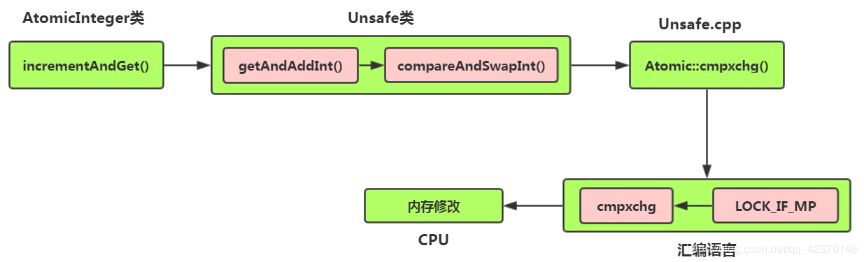 AtomicInteger类
Unsafe类
Unsafe.cpp
incrementAndGet()
getAndAddInt()
compareAndSwapInt()
Atomic::cmpxchg()
内存修改
cmpxchg
LOCK_IF_MP
CPU
汇编语言
csdn.net/qq_42370146